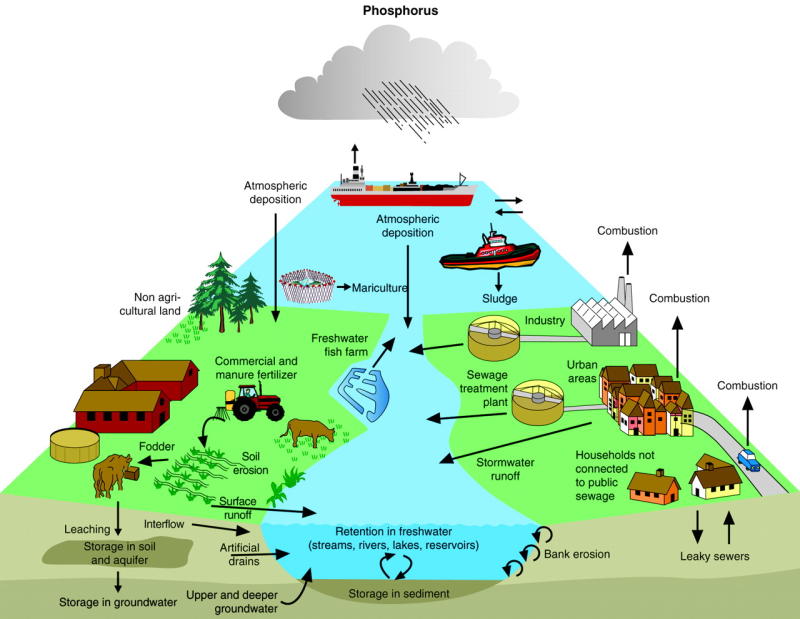 Phosphorus
Atmospheric
deposition
Atmospheric
deposition
Combustion
Mariculture
Sludge
Non agri-
cultural land
Industry
Combustion
Freshwater
fish farm
Commercial and
manure fertilizer
Sewage
treatment
plant
Urban
areas
Combustion
Fodder
Soil
erosion
Stormwater
runoff
Households not
connected
to public
sewage
Surface
runoff
Leaching
Interflow
Retention in freshwater
(streams, rivers, lakes, reservoirs)
Storage in soil
and aquifer
Artificial
drains
Bank erosion
Leaky sewers
Storage in groundwater
Upper and deeper
groundwater
Storage in sediment